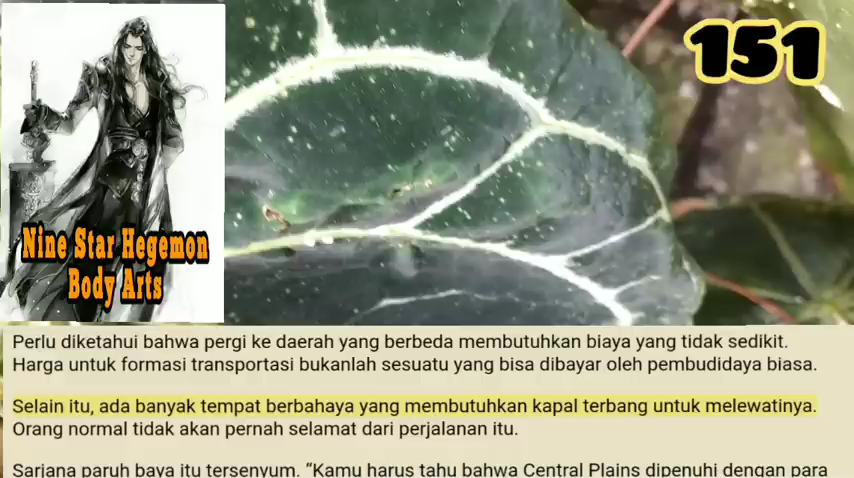 151
Nine Star Hegemon
Body Arts
Perlu diketahui bahwa pergi ke daerah yang berbeda membutuhkan biaya yang tidak sedikit.
Harga untuk formasi transportasi bukanlah sesuatu yang bisa dibayar oleh pembudidaya biasa.
Selain itu, ada banyak tempat berbahaya yang membutuhkan kapal terbang untuk melewatinya.
Orang normal tidak akan pernah selamat dari perjalanan itu.
Sarjana paruh baya itu tersenyum. “Kamu harus tahu bahwa Central Plains dipenuhi dengan para